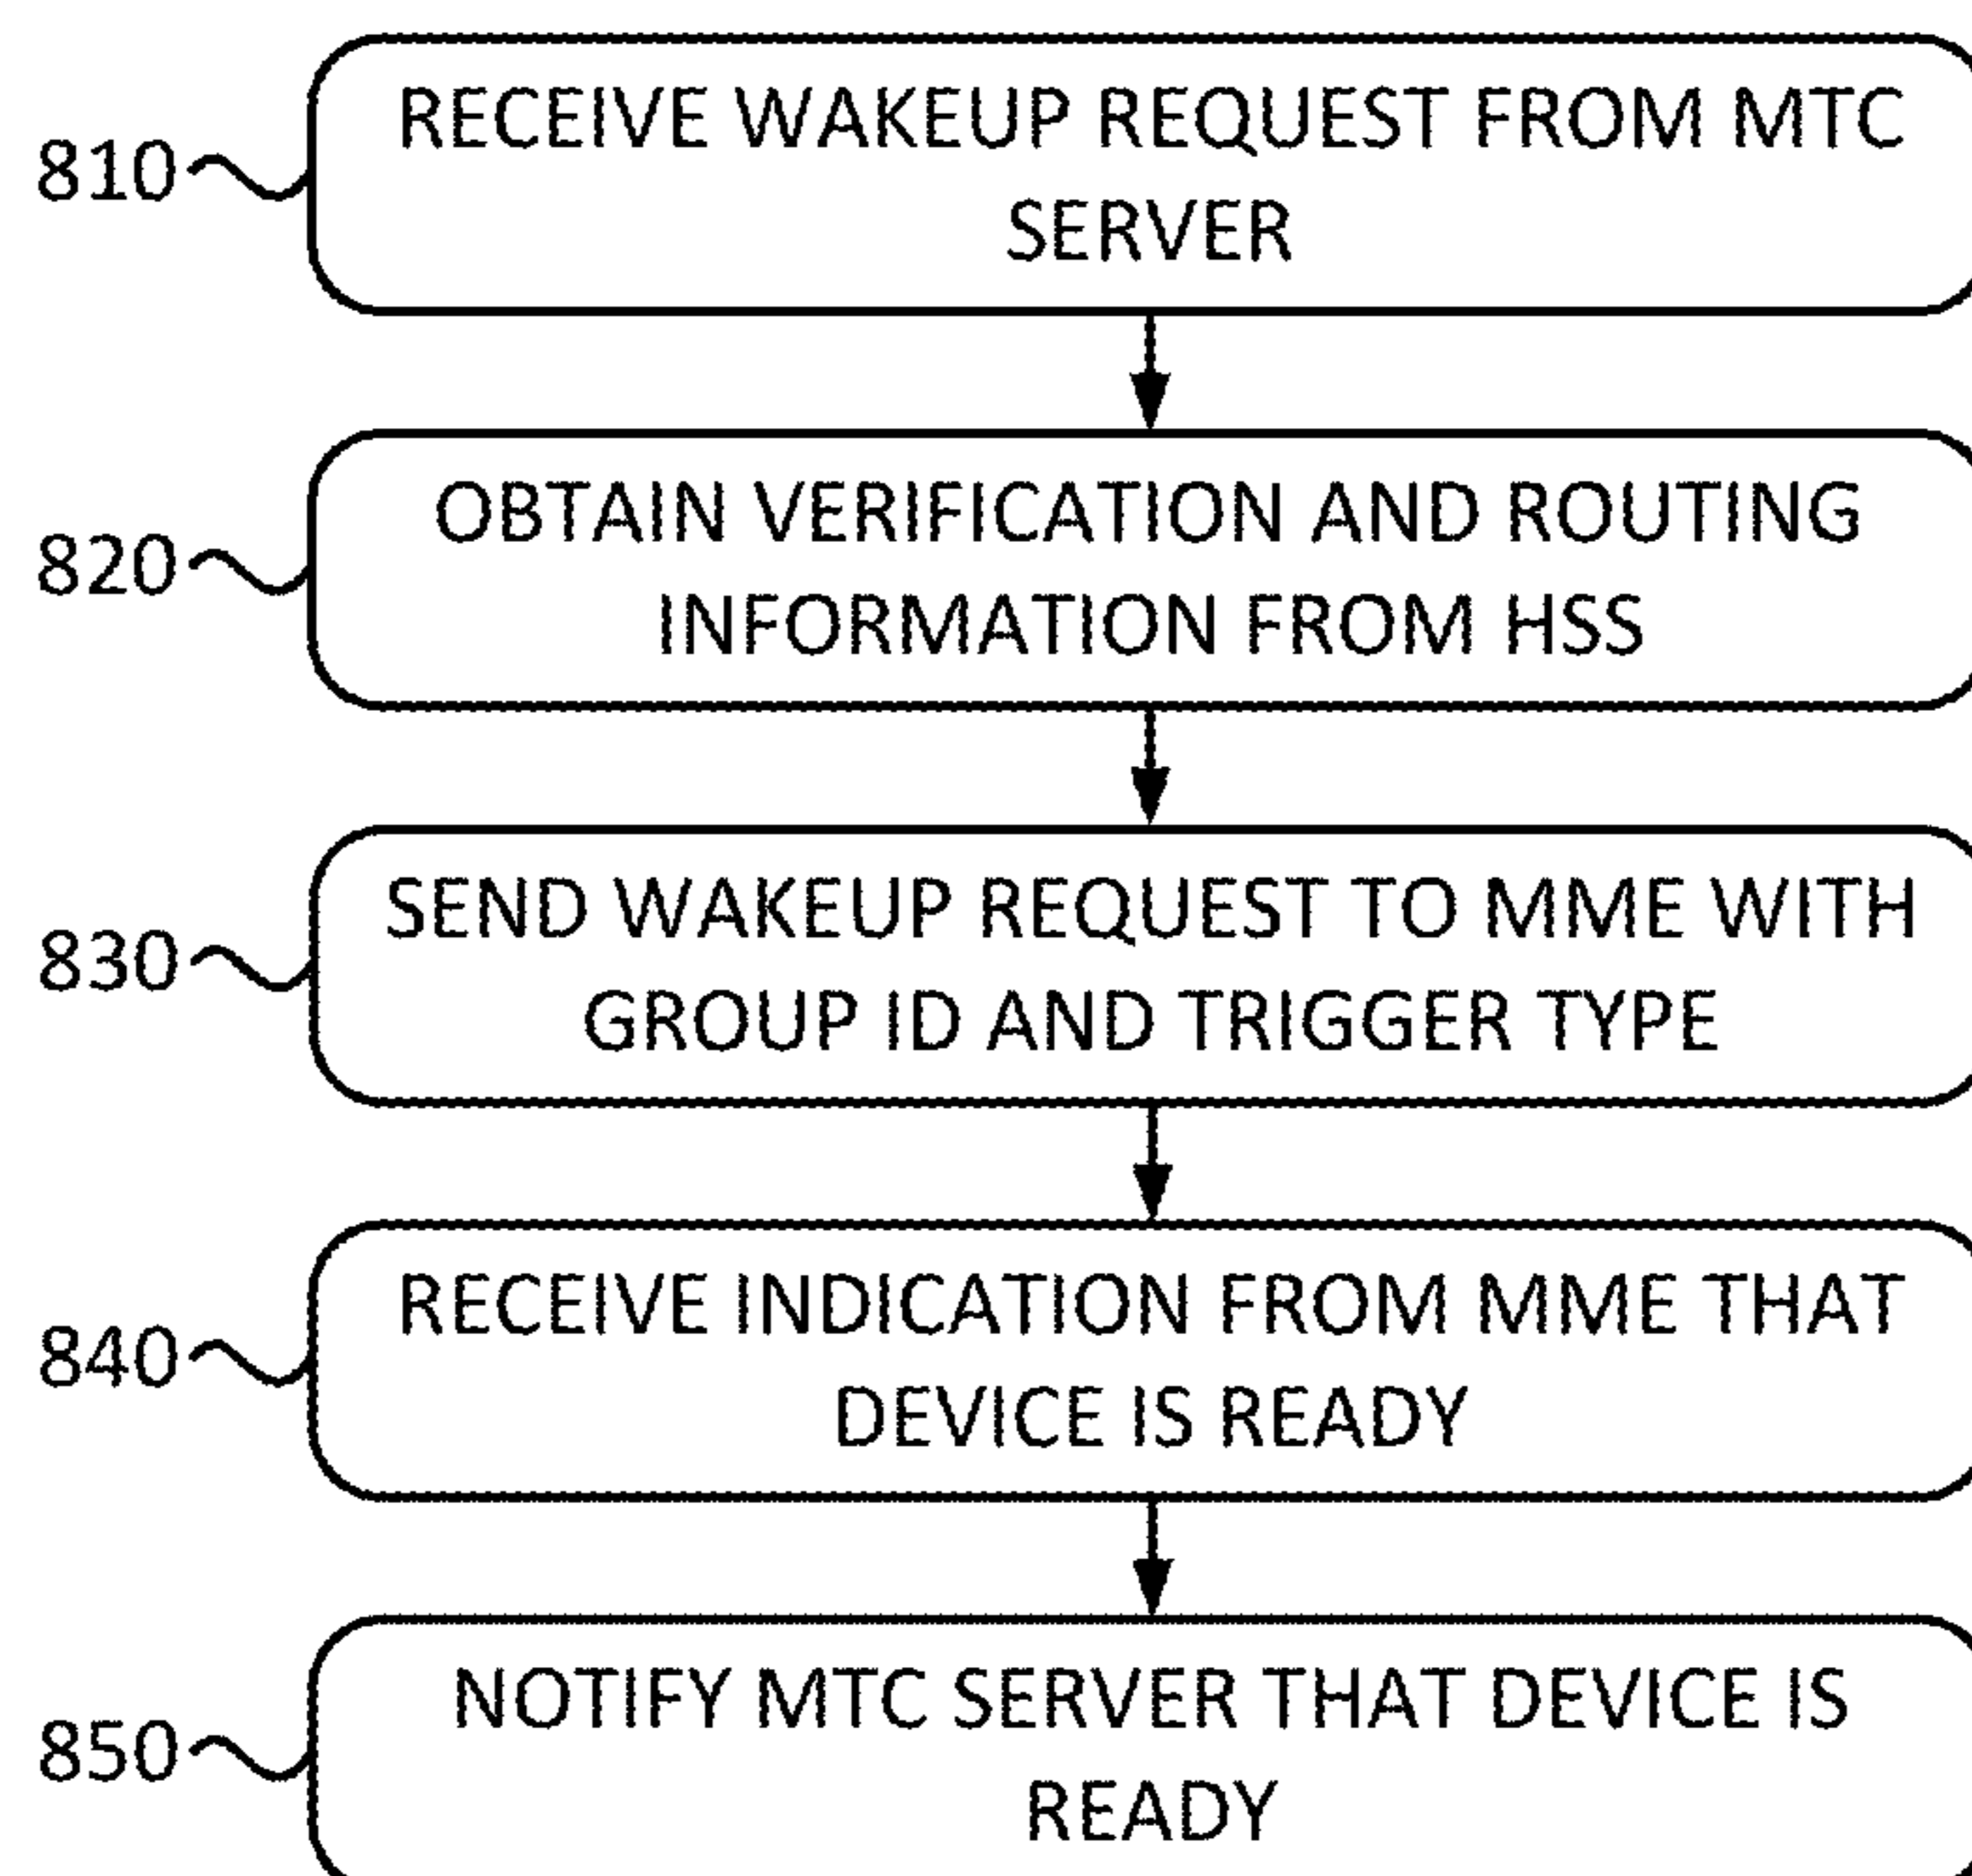 810
RECEIVE WAKEUP REQUEST FROM MTC
SERVER
820
OBTAIN VERIFICATION AND ROUTING
INFORMATION FROM HSS
830
SEND WAKEUP REQUEST TO MME WITH
GROUP ID AND TRIGGER TYPE
840
RECEIVE INDICATION FROM MME THAT
DEVICE IS READY
850
NOTIFY MTC SERVER THAT DEVICE IS
READY